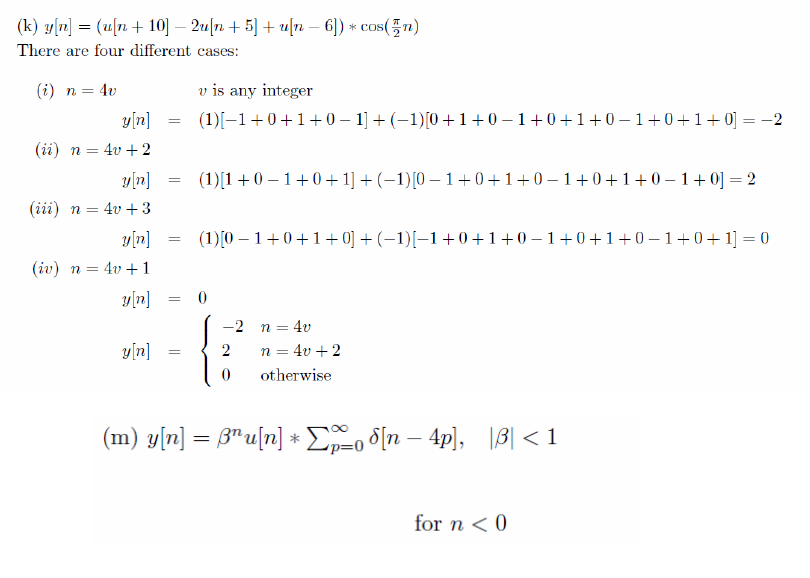 (k) y[n] = (u[n + 10] − 2u[n + 5] + u[n − 6]) ∗ cos(π/2 n)
There are four different cases:
(i) n = 4v v is any integer
y[n] = (1)[−1 + 0 + 1 + 0 − 1] + (−1)[0 + 1 + 0 − 1 + 0 + 1 + 0 − 1 + 0 + 1 + 0] = −2
(ii) n = 4v + 2
y[n] = (1)[1 + 0 − 1 + 0 + 1] + (−1)[0 − 1 + 0 + 1 + 0 − 1 + 0 + 1 + 0 − 1 + 0] = 2
(iii) n = 4v + 3
y[n] = (1)[0 − 1 + 0 + 1 + 0] + (−1)[−1 + 0 + 1 + 0 − 1 + 0 + 1 + 0 − 1 + 0 + 1] = 0
(iv) n = 4v + 1
y[n] = 0
y[n] = { −2 n = 4v
2 n = 4v + 2
0 otherwise
(m) y[n] = βⁿu[n] ∗ ∑_{p=0}^{∞} δ[n − 4p], |β| < 1
for n < 0